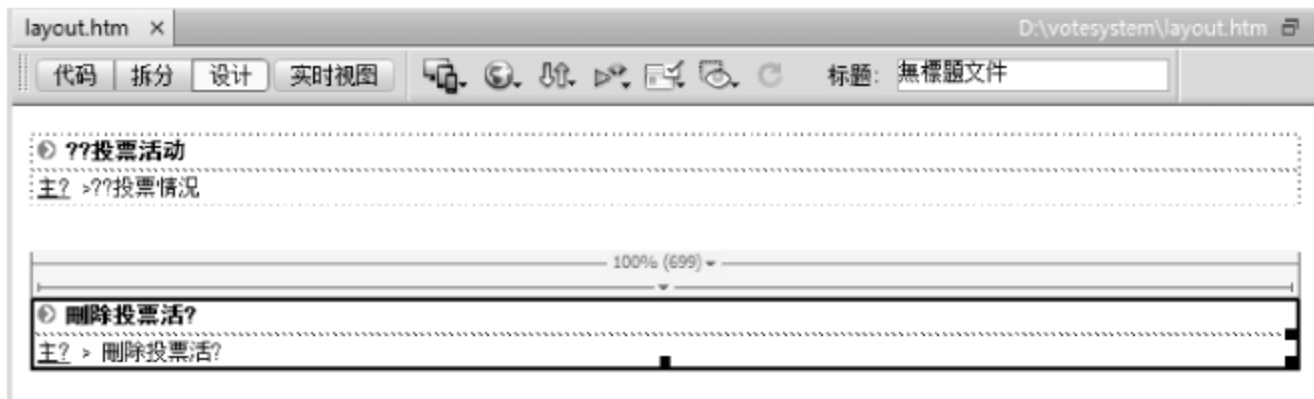 layout.htm × D:\votesystem\layout.htm
代码 拆分 设计 实时视图 标题: 無標題文件
??投票活动
主? >??投票情況
100% (699)
刪除投票活?
主? > 刪除投票活?